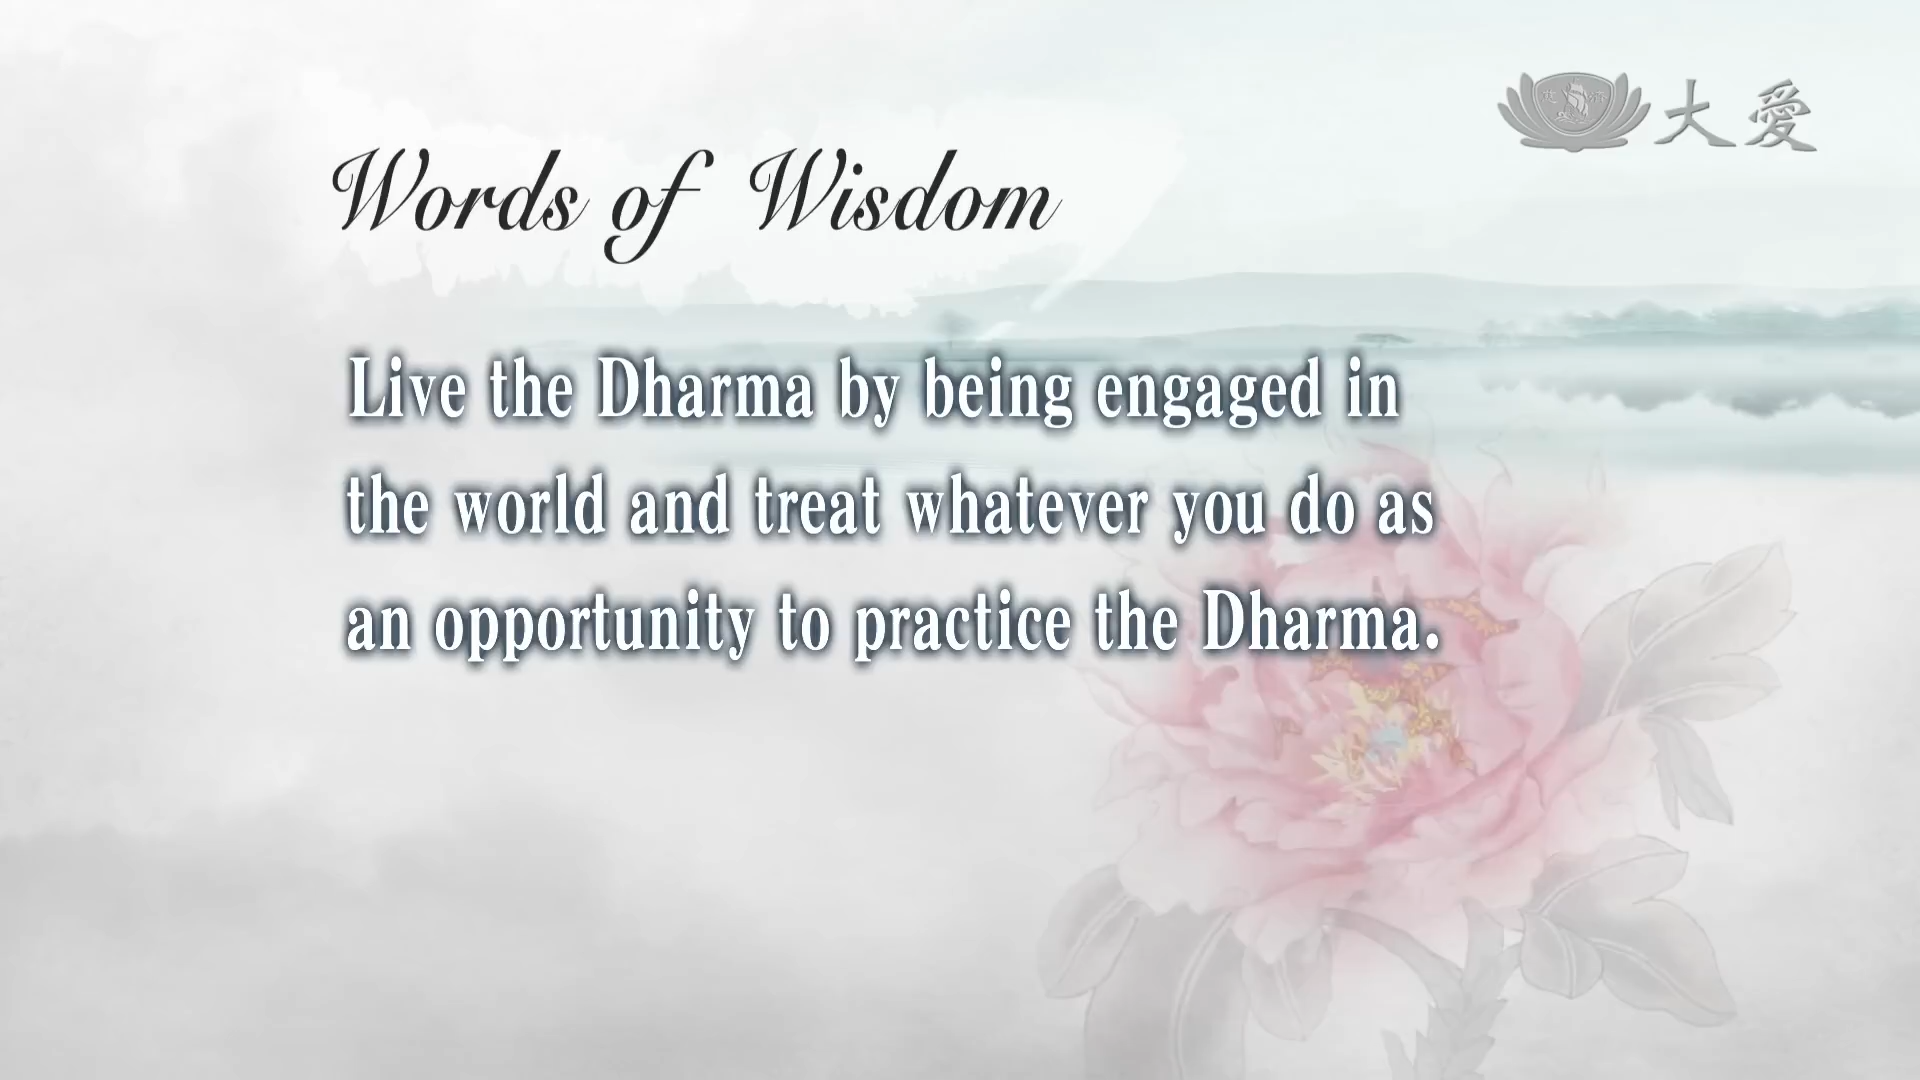 大愛
Words of Wisdom
Live the Dharma by being engaged in
the world and treat whatever you do as
an opportunity to practice the Dharma.